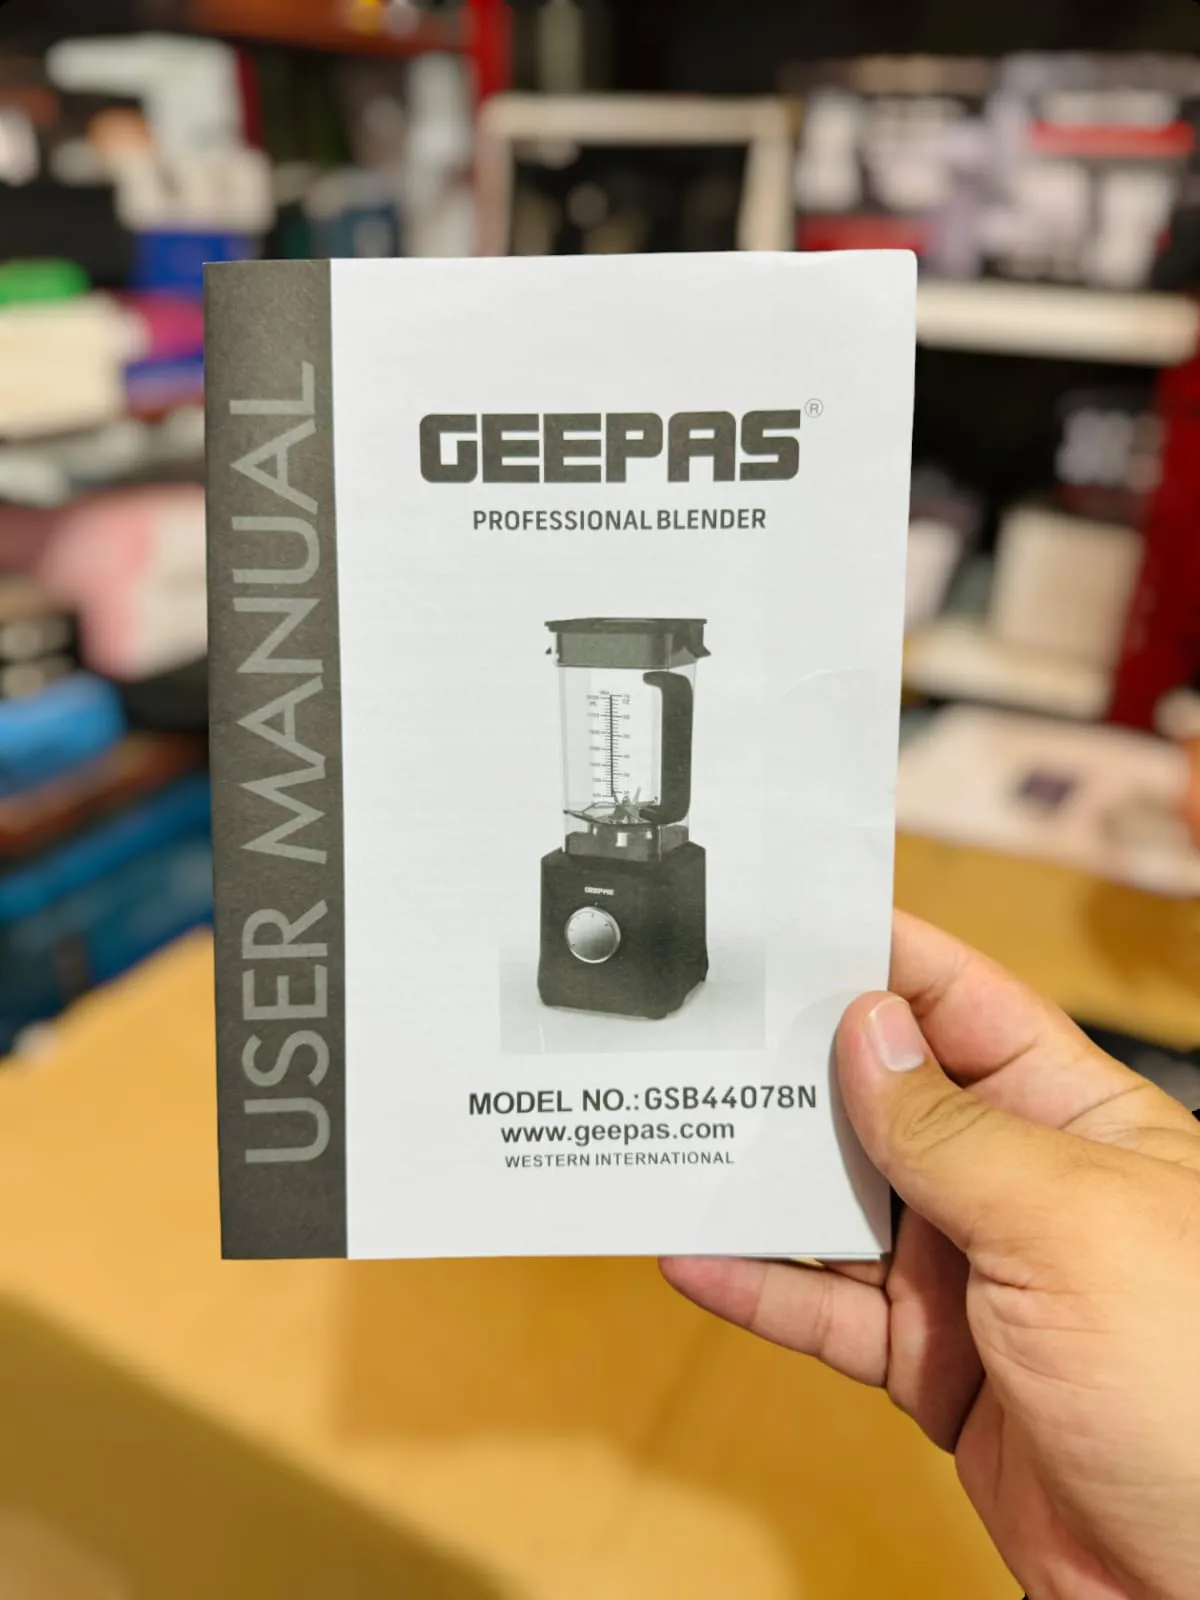 USER MANUAL
GEEPAS®
PROFESSIONAL BLENDER
GEEPAS
MODEL NO.:GSB44078N
www.geepas.com
WESTERN INTERNATIONAL